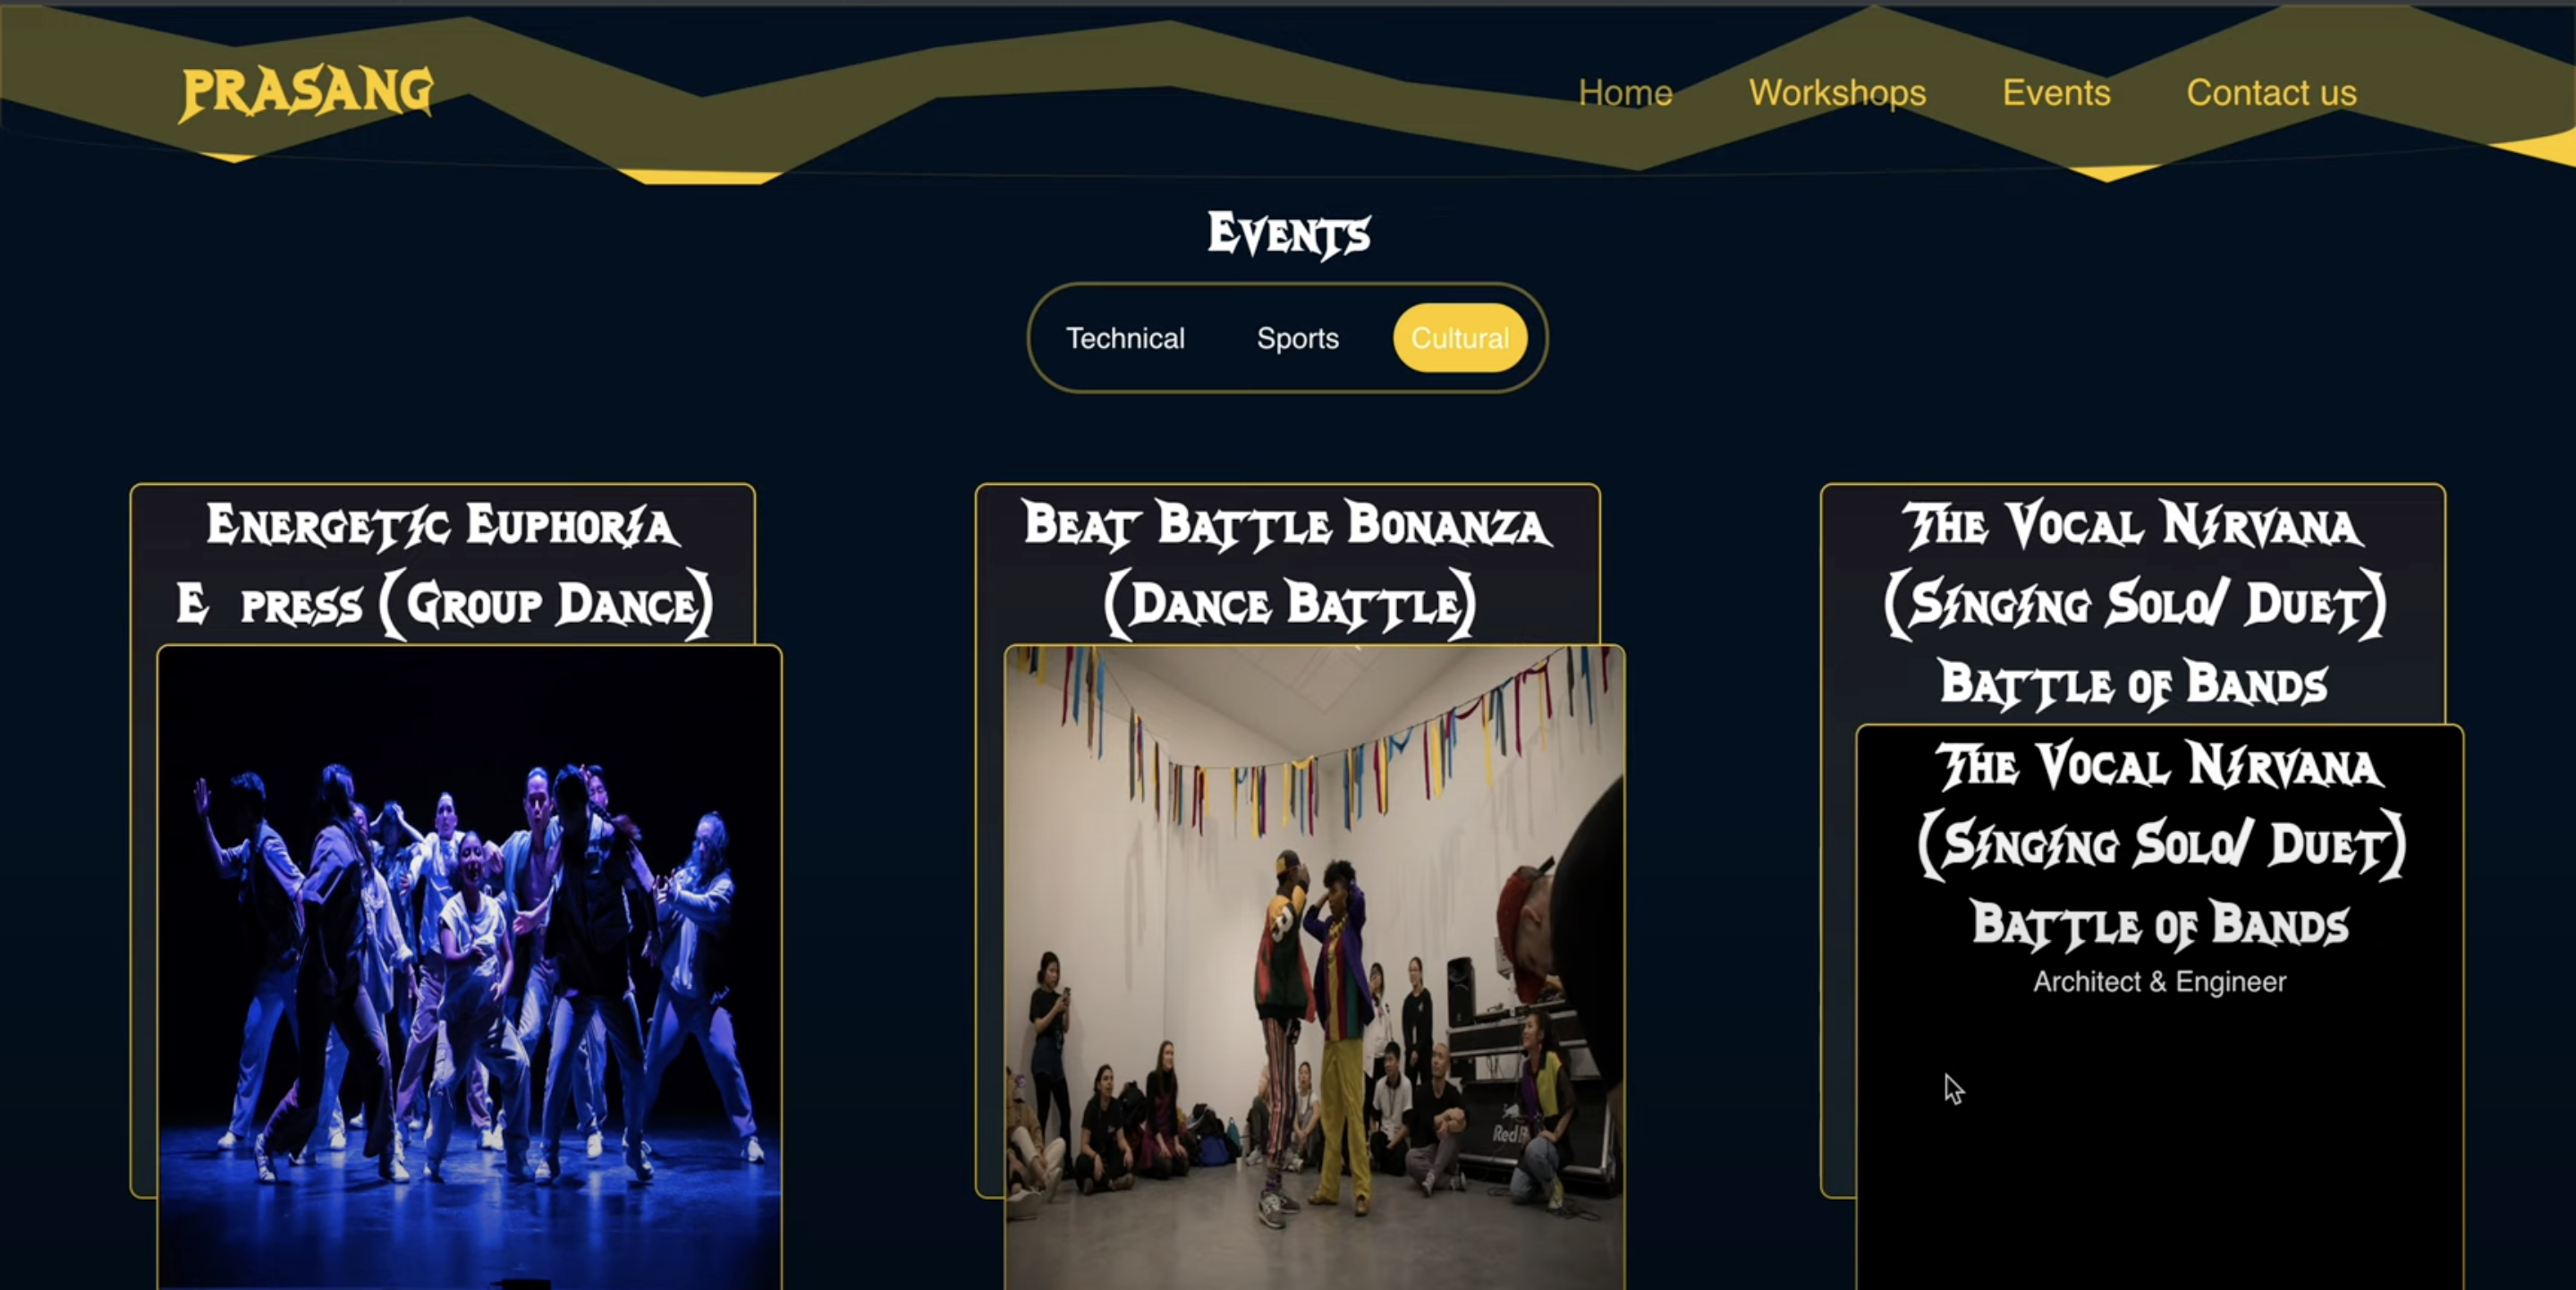 PRASANG
Home Workshops Events Contact us
Events
Technical Sports Cultural
Energetic Euphoria
E press (Group Dance)
Beat Battle Bonanza
(Dance Battle)
The Vocal Nirvana
(Singing Solo/ Duet)
Battle of Bands
The Vocal Nirvana
(Singing Solo/ Duet)
Battle of Bands
Architect & Engineer
Red